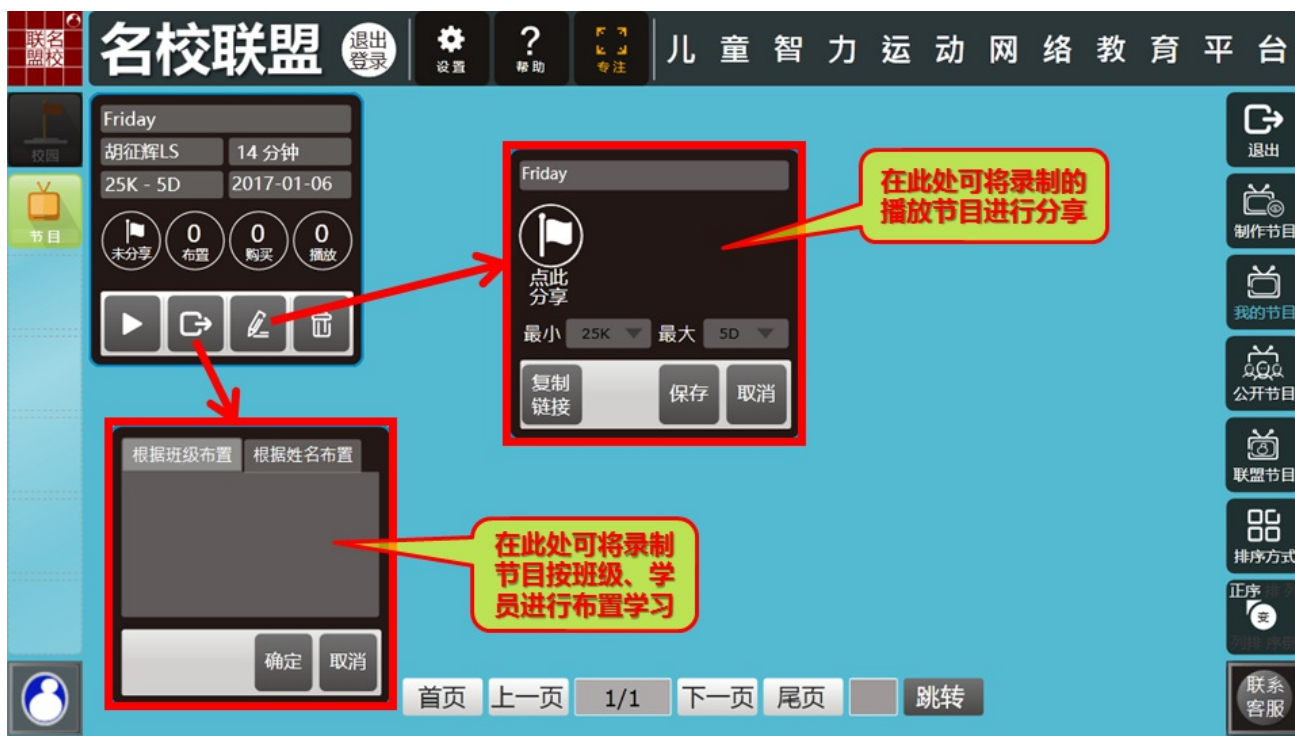 联名
盟校
名校联盟
退出
登录
设置
?
帮助
专注
儿童智力运动网络教育平台
校园
节目
Friday
胡征辉LS
14 分钟
25K - 5D
2017-01-06
未分享
0
布置
0
购买
0
播放
Friday
点此
分享
最小
25K
最大
5D
复制
链接
保存
取消
在此处可将录制的
播放节目进行分享
根据班级布置
根据姓名布置
确定
取消
在此处可将录制
节目按班级、学
员进行布置学习
首页
上一页
1/1
下一页
尾页
跳转
退出
制作节目
我的节目
公开节目
联盟节目
排序方式
正序
变
联系
客服